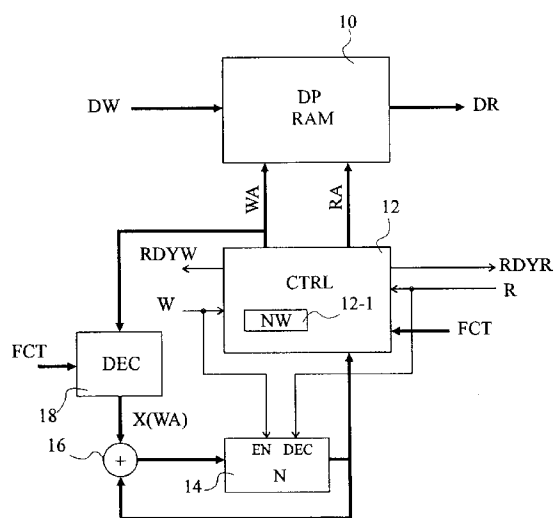 10
DW
DP
RAM
DR
WA
RA
12
RDYW
CTRL
RDYR
W
NW
12-1
R
FCT
FCT
DEC
18
X(WA)
16
+
EN DEC
14
N